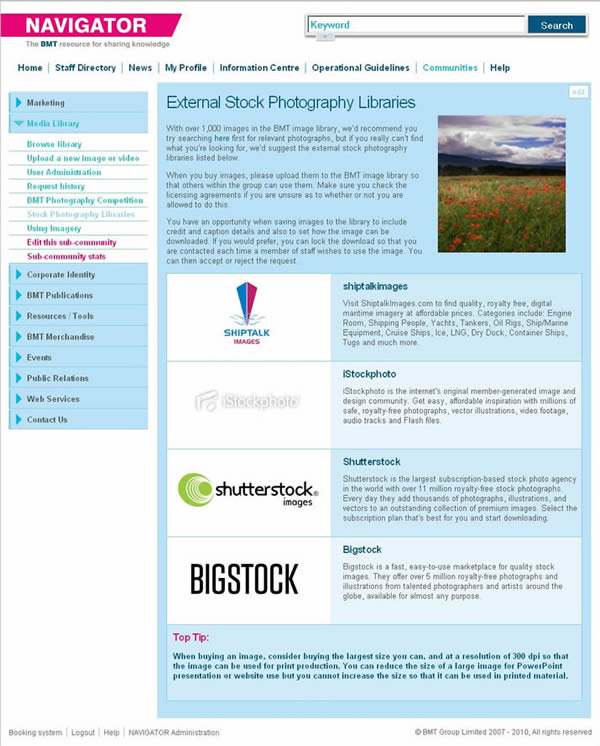 NAVIGATOR
The BMT resource for sharing knowledge
Keyword
Search
Home
Staff Directory
News
My Profile
Information Centre
Operational Guidelines
Communities
Help
Marketing
Media Library
Browse library
Upload a new image or video
User Administration
Request history
BMT Photography Competition
Stock Photography Libraries
Using Imagery
Edit this sub-community
Sub-community stats
Corporate Identity
BMT Publications
Resources / Tools
BMT Merchandise
Events
Public Relations
Web Services
Contact Us
edit
External Stock Photography Libraries
With over 1,000 images in the BMT image library, we'd recommend you
try searching here first for relevant photographs, but if you really can't find
what you're looking for, we'd suggest the external stock photography
libraries listed below.
When you buy images, please upload them to the BMT image library so
that others within the group can use them. Make sure you check the
licensing agreements if you are unsure as to whether or not you are
allowed to do this.
You have an opportunity when saving images to the library to include
credit and caption details and also to set how the image can be
downloaded. If you would prefer, you can lock the download so that you
are contacted each time a member of staff wishes to use the image. You
can then accept or reject the request.
SHIPTALK
IMAGES
shiptalkimages
Visit ShiptalkImages.com to find quality, royalty free, digital
maritime imagery at affordable prices. Categories include: Engine
Room, Shipping People, Yachts, Tankers, Oil Rigs, Ship/Marine
Equipment, Cruise Ships, Ice, LNG, Dry Dock, Container Ships,
Tugs and much more.
iStockphoto
iStockphoto
iStockphoto is the internet's original member-generated image and
design community. Get easy, affordable inspiration with millions of
safe, royalty-free photographs, vector illustrations, video footage,
audio tracks and Flash files.
shutterstock®
images
Shutterstock
Shutterstock is the largest subscription-based stock photo agency
in the world with over 11 million royalty-free stock photographs.
Every day they add thousands of photographs, illustrations, and
vectors to an outstanding collection of premium images. Select the
subscription plan that's best for you and start downloading.
BIGSTOCK
Bigstock
Bigstock is a fast, easy-to-use marketplace for quality stock
images. They offer over 5 million royalty-free photographs and
illustrations from talented photographers and artists around the
globe, available for almost any purpose.
Top Tip:
When buying an image, consider buying the largest size you can, and at a resolution of 300 dpi so that
the image can be used for print production. You can reduce the size of a large image for PowerPoint
presentation or website use but you cannot increase the size so that it can be used in printed material.
Booking system | Logout | Help | NAVIGATOR Administration
© BMT Group Limited 2007 - 2010, All rights reserved